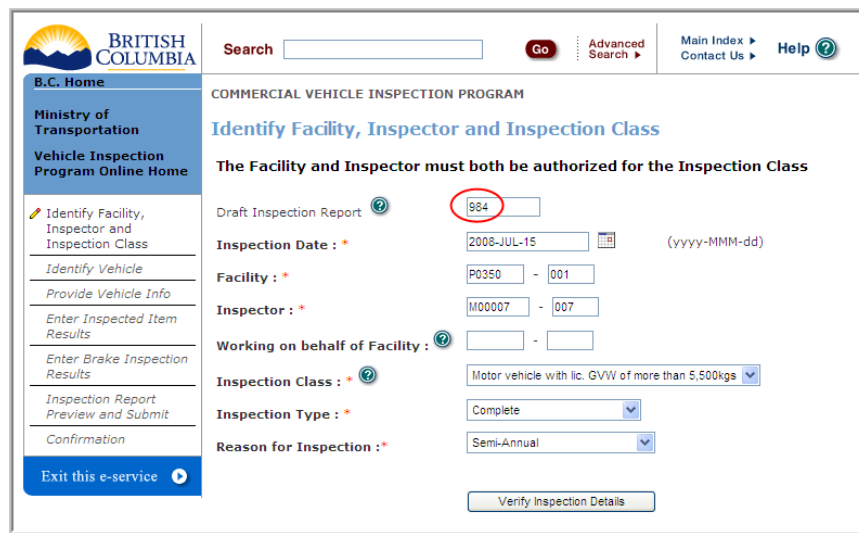 BRITISH
COLUMBIA
Search
Go
Advanced
Search
Main Index
Contact Us
Help ?
B.C. Home
Ministry of
Transportation
Vehicle Inspection
Program Online Home
Identify Facility,
Inspector and
Inspection Class
Identify Vehicle
Provide Vehicle Info
Enter Inspected Item
Results
Enter Brake Inspection
Results
Inspection Report
Preview and Submit
Confirmation
Exit this e-service
COMMERCIAL VEHICLE INSPECTION PROGRAM
Identify Facility, Inspector and Inspection Class
The Facility and Inspector must both be authorized for the Inspection Class
Draft Inspection Report ? 984
Inspection Date : * 2008-JUL-15 (yyyy-MMM-dd)
Facility : * P0350 - 001
Inspector : * M00007 - 007
Working on behalf of Facility : ? -
Inspection Class : * ? Motor vehicle with lic. GVW of more than 5,500kgs
Inspection Type : * Complete
Reason for Inspection :* Semi-Annual
Verify Inspection Details